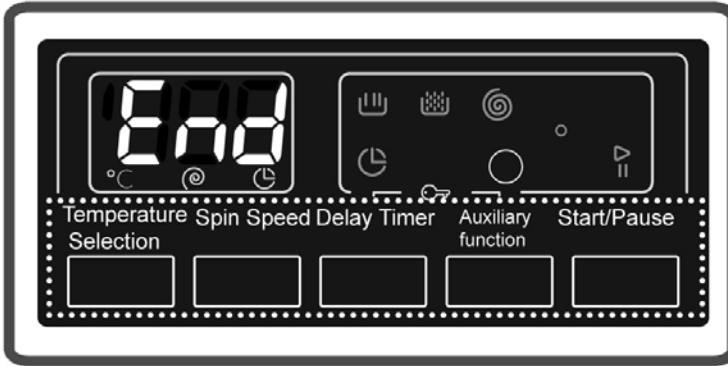 End
°C
Temperature Selection
Spin Speed
Delay Timer
Auxiliary function
Start/Pause